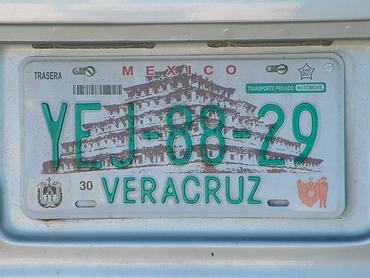 MEXICO
TRASERA
TRANSPORTE PRIVADO AUTOMOVIL
YEJ-88-29
30 VERACRUZ